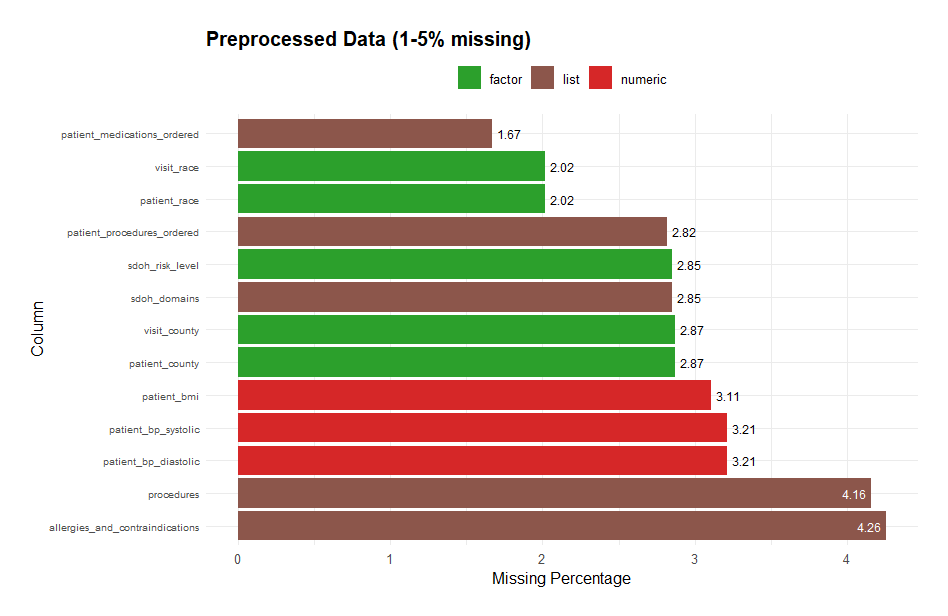 Preprocessed Data (1-5% missing)
factor list numeric
patient_medications_ordered 1.67
visit_race 2.02
patient_race 2.02
patient_procedures_ordered 2.82
sdoh_risk_level 2.85
sdoh_domains 2.85
visit_county 2.87
patient_county 2.87
patient_bmi 3.11
patient_bp_systolic 3.21
patient_bp_diastolic 3.21
procedures 4.16
allergies_and_contraindications 4.26
Column
0 1 2 3 4
Missing Percentage